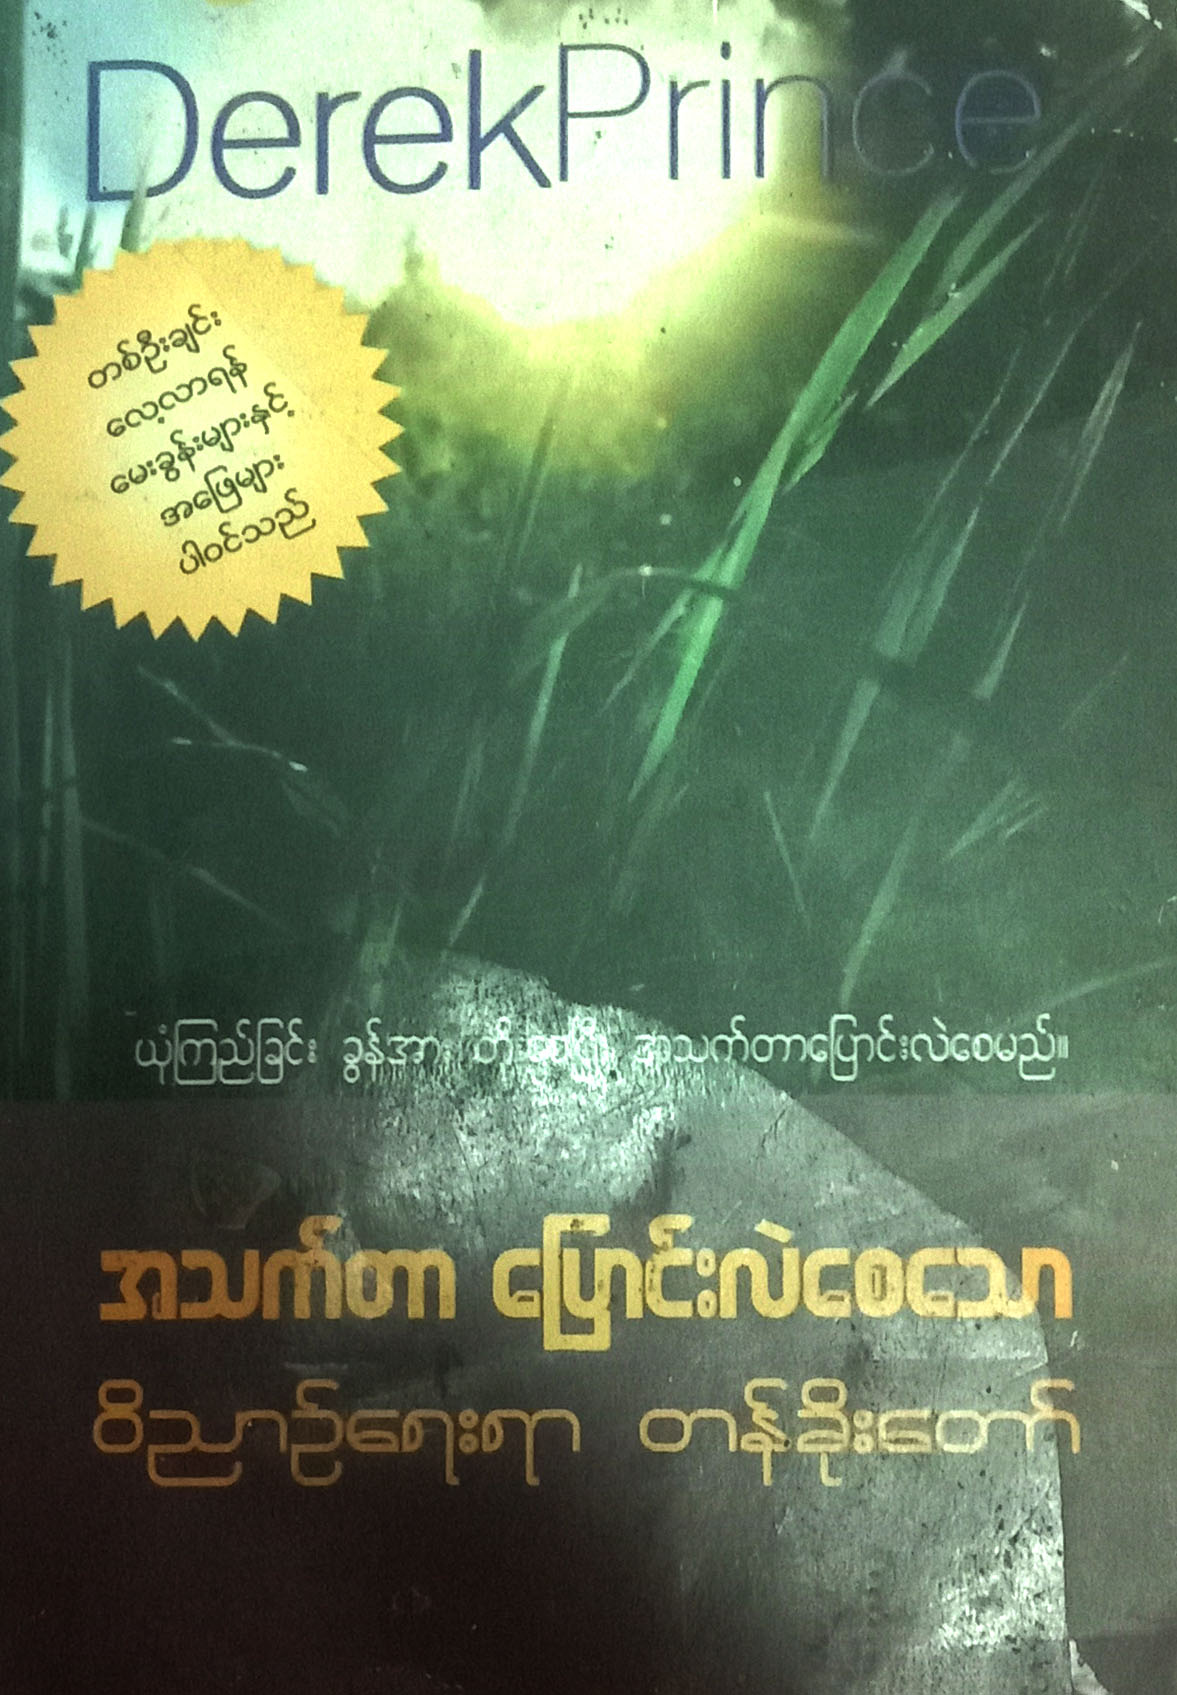 DerekPrince
တစ်ဦးချင်း
လေ့လာရန်
မေးခွန်းများနှင့်
အဖြေများ
ပါဝင်သည်
ယုံကြည်ခြင်း ခွန်အား တိုးစေပြီး အသက်တာပြောင်းလဲစေမည်။
အသက်တာ ပြောင်းလဲစေသော
ဝိညာဉ်ရေးရာ တန်ခိုးတော်